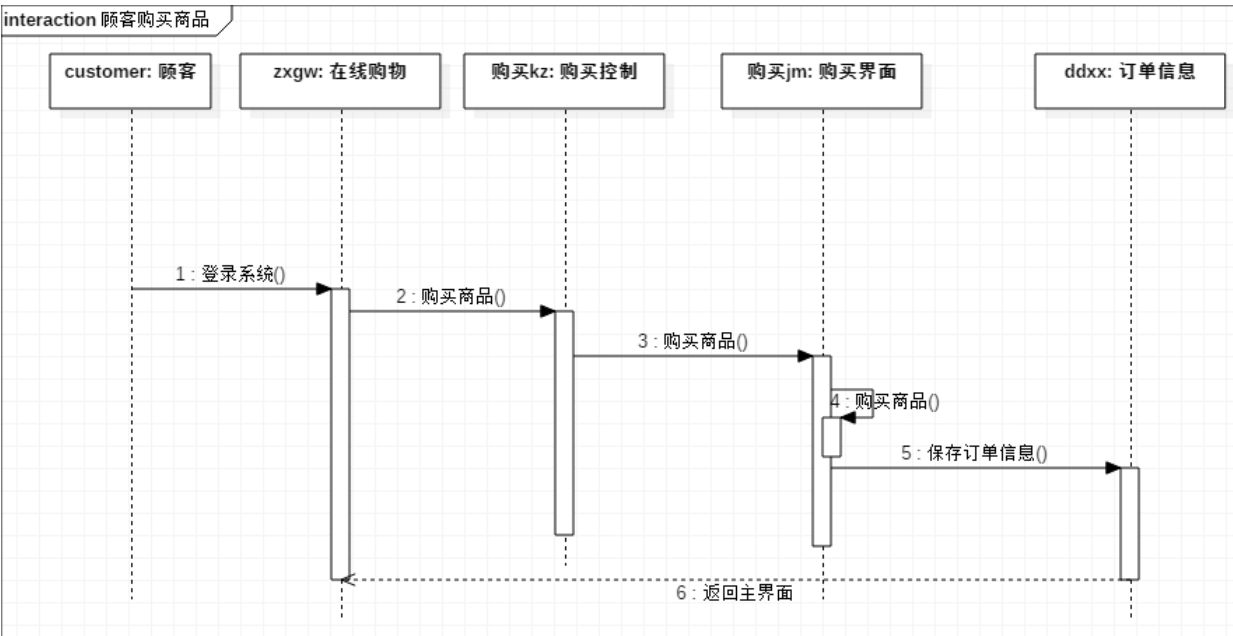 interaction 顾客购买商品
customer: 顾客
zxgw: 在线购物
购买kz: 购买控制
购买jm: 购买界面
ddxx: 订单信息
1 : 登录系统()
2 : 购买商品()
3 : 购买商品()
4 : 购买商品()
5 : 保存订单信息()
6 : 返回主界面